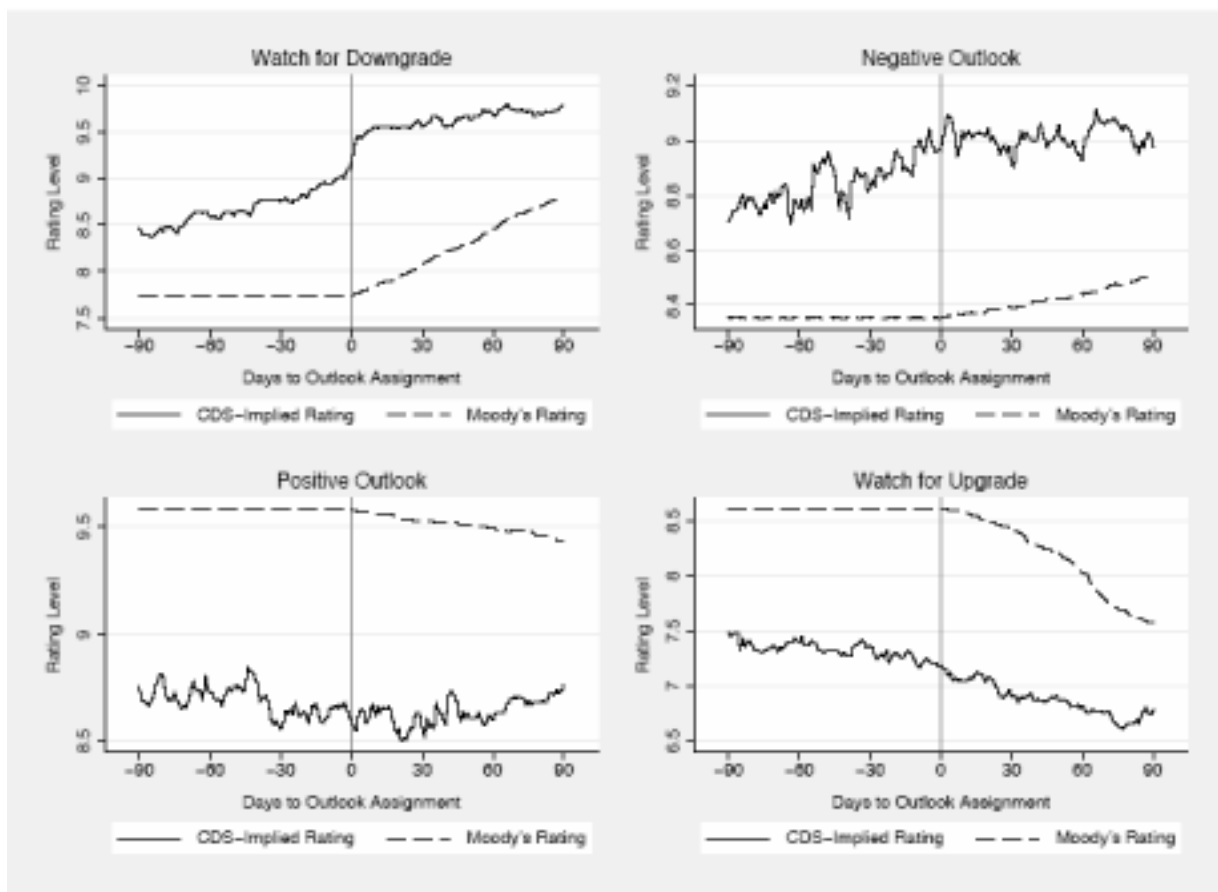 Watch for Downgrade
Negative Outlook
Rating Level
10
9.5
9
8.5
8
7.5
Rating Level
9.2
9
8.8
8.6
8.4
−90
−60
0
30
60
90
−90
−60
0
30
60
90
Days to Outlook Assignment
Days to Outlook Assignment
CDS−Implied Rating
Moody's Rating
CDS−Implied Rating
Moody's Rating
Positive Outlook
Watch for Upgrade
Rating Level
9.5
9
8.5
Rating Level
8.5
8
7.5
7
6.5
−90
−60
0
30
60
90
−90
−60
0
30
60
90
Days to Outlook Assignment
Days to Outlook Assignment
CDS−Implied Rating
Moody's Rating
CDS−Implied Rating
Moody's Rating